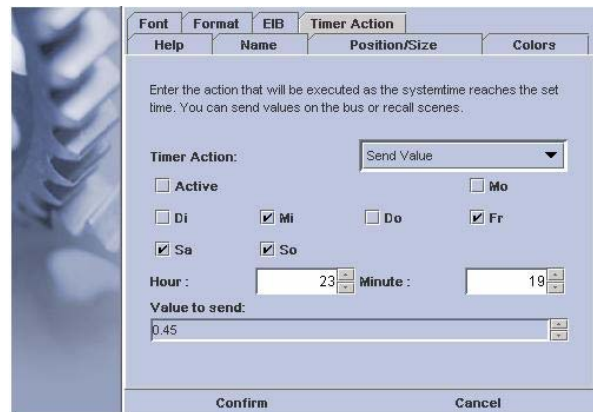 Font Format EIB Timer Action
Help Name Position/Size Colors
Enter the action that will be executed as the systemtime reaches the set
time. You can send values on the bus or recall scenes.
Timer Action: Send Value
Active Mo
Di Mi Do Fr
Sa So
Hour : 23 Minute : 19
Value to send:
0.45
Confirm Cancel